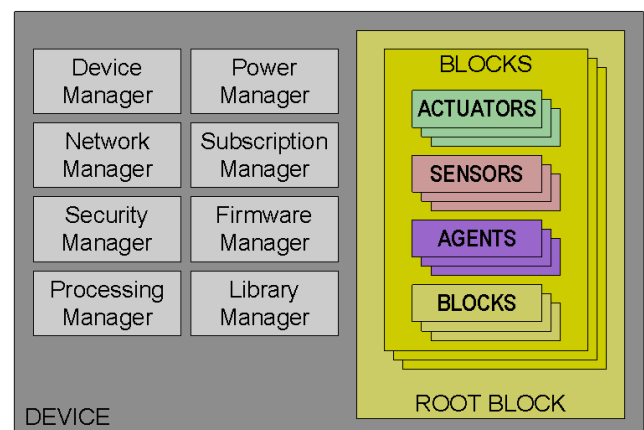 Device
Manager
Power
Manager
Network
Manager
Subscription
Manager
Security
Manager
Firmware
Manager
Processing
Manager
Library
Manager
DEVICE
BLOCKS
ACTUATORS
SENSORS
AGENTS
BLOCKS
ROOT BLOCK